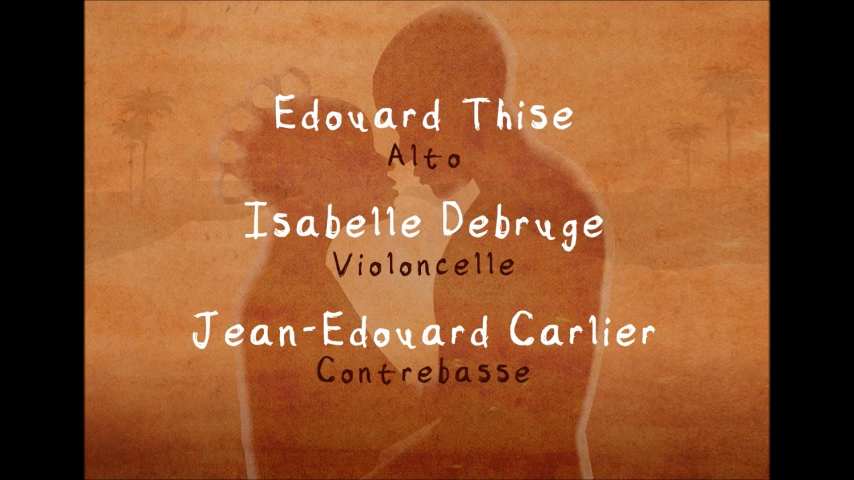 Edouard Thise
Alto
Isabelle Debruge
Violoncelle
Jean-Edouard Carlier
Contrebasse